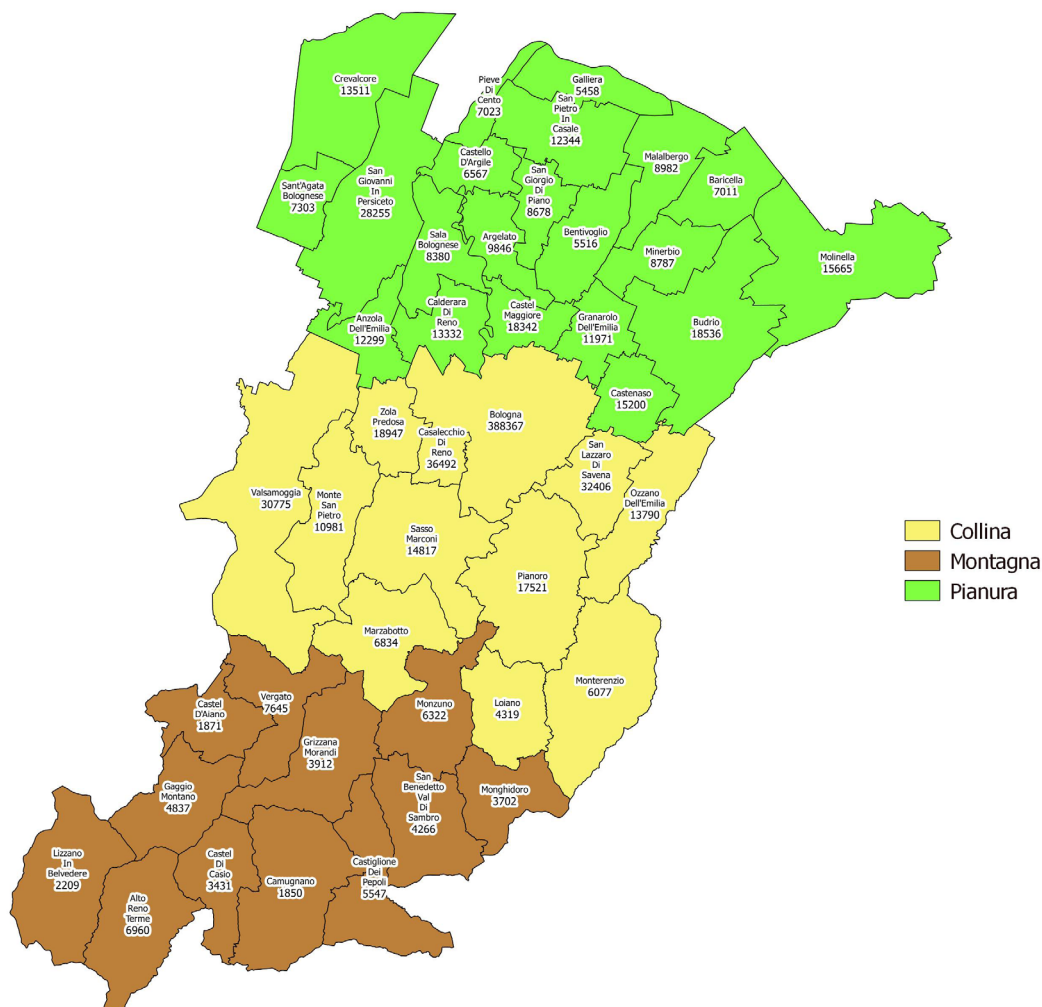 Crevalcore
13511
Pieve
Di
Cento
7023
Galliera
5458
San
Pietro
In
Casale
12344
Castello
D'Argile
6567
Malalbergo
8982
Baricella
7011
Sant'Agata
Bolognese
7303
San
Giovanni
In
Persiceto
28255
San
Giorgio
Di
Piano
8678
Sala
Bolognese
8380
Argelato
9846
Bentivoglio
5516
Minerbio
8787
Molinella
15665
Anzola
Dell'Emilia
12299
Calderara
Di
Reno
13332
Castel
Maggiore
18342
Granarolo
Dell'Emilia
11971
Budrio
18536
Castenaso
15200
Zola
Predosa
18947
Casalecchio
Di
Reno
36492
Bologna
388367
San
Lazzaro
Di
Savena
32406
Ozzano
Dell'Emilia
13790
Valsamoggia
30775
Monte
San
Pietro
10981
Sasso
Marconi
14817
Pianoro
17521
Collina
Montagna
Pianura
Marzabotto
6834
Monterenzio
6077
Loiano
4319
Vergato
7645
Castel
D'Aiano
1871
Monzuno
6322
Grizzana
Morandi
3912
Gaggio
Montano
4837
San
Benedetto
Val
Di
Sambro
4266
Monghidoro
3702
Lizzano
In
Belvedere
2209
Castel
Di
Casio
3431
Camugnano
1850
Castiglione
Dei
Pepoli
5547
Alto
Reno
Terme
6960